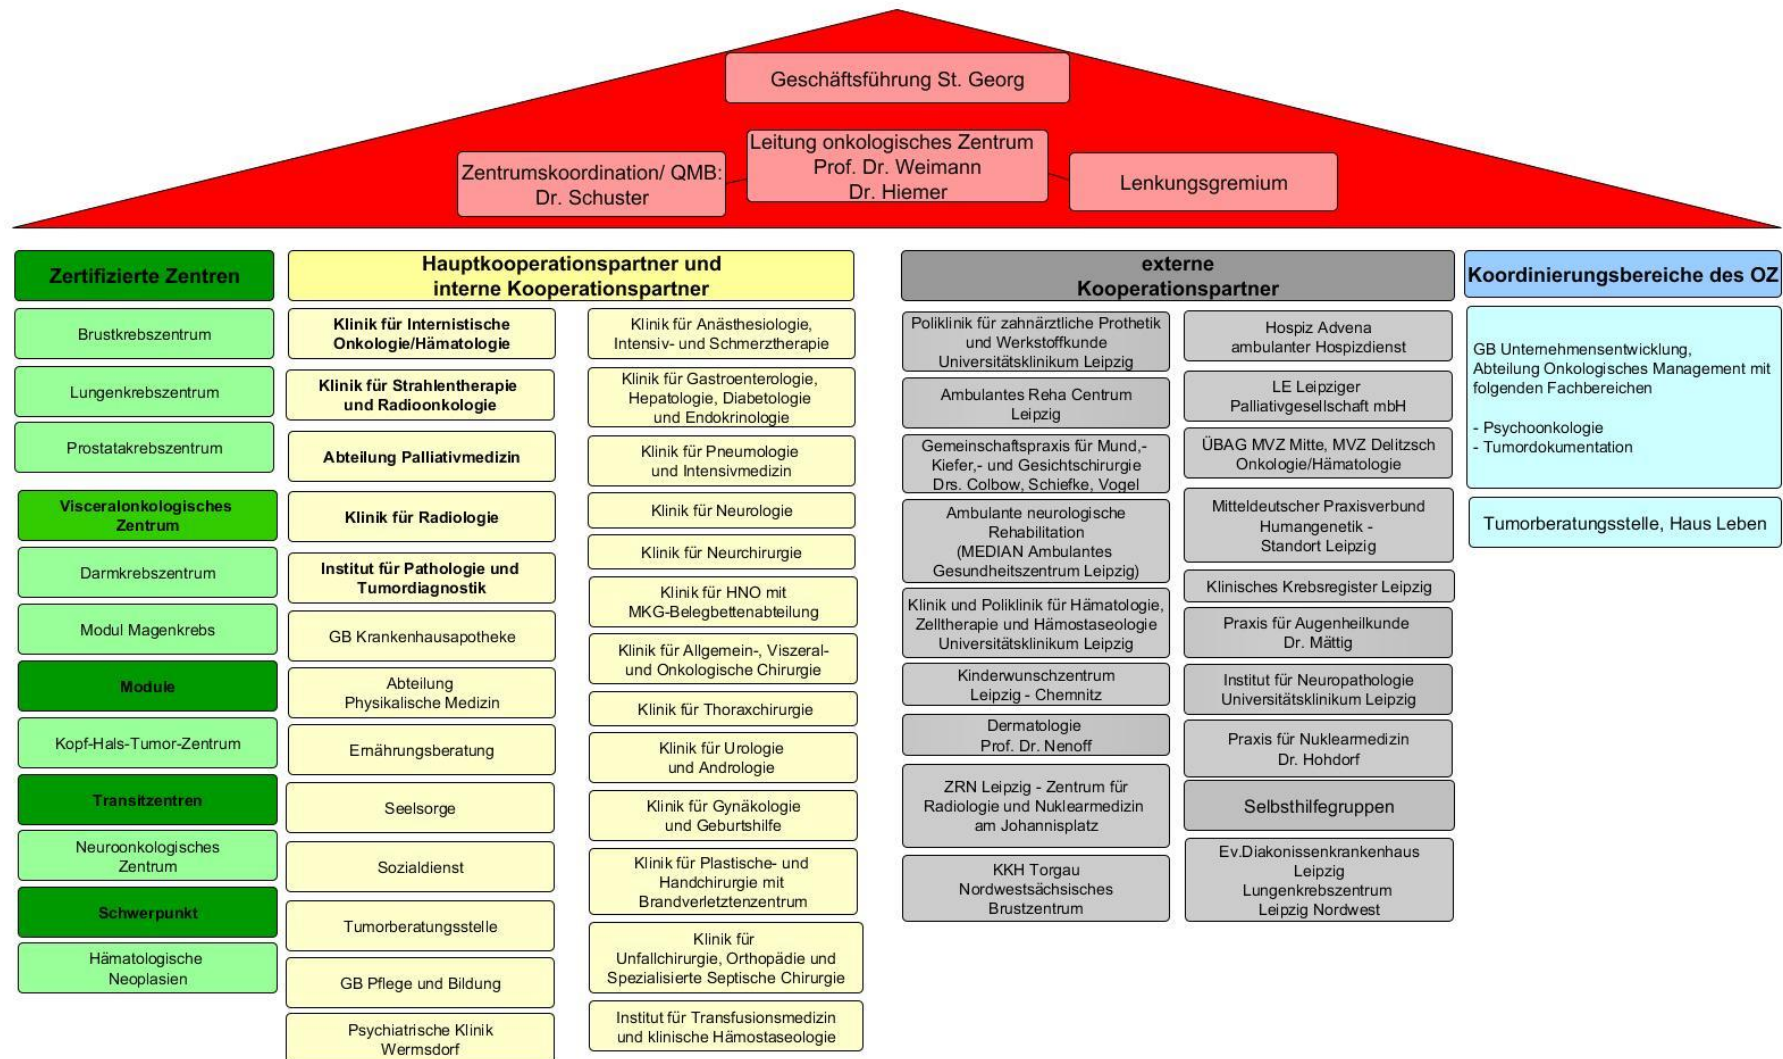 Geschäftsführung St. Georg
Leitung onkologisches Zentrum
Prof. Dr. Weimann
Dr. Hiemer
Zentrumskoordination/ QMB:
Dr. Schuster
Lenkungsgremium
Zertifizierte Zentren
Brustkrebszentrum
Lungenkrebszentrum
Prostatakrebszentrum
Visceralonkologisches
Zentrum
Darmkrebszentrum
Modul Magenkrebs
Module
Kopf-Hals-Tumor-Zentrum
Transitzentren
Neuroonkologisches
Zentrum
Schwerpunkt
Hämatologische
Neoplasien
Hauptkooperationspartner und
interne Kooperationspartner
Klinik für Internistische
Onkologie/Hämatologie
Klinik für Strahlentherapie
und Radioonkologie
Abteilung Palliativmedizin
Klinik für Radiologie
Institut für Pathologie und
Tumordiagnostik
GB Krankenhausapotheke
Abteilung
Physikalische Medizin
Ernährungsberatung
Seelsorge
Sozialdienst
Tumorberatungsstelle
GB Pflege und Bildung
Psychiatrische Klinik
Wermsdorf
Klinik für Anästhesiologie,
Intensiv- und Schmerztherapie
Klinik für Gastroenterologie,
Hepatologie, Diabetologie
und Endokrinologie
Klinik für Pneumologie
und Intensivmedizin
Klinik für Neurologie
Klinik für Neurchirurgie
Klinik für HNO mit
MKG-Belegbettenabteilung
Klinik für Allgemein-, Viszeral-
und Onkologische Chirurgie
Klinik für Thoraxchirurgie
Klinik für Urologie
und Andrologie
Klinik für Gynäkologie
und Geburtshilfe
Klinik für Plastische- und
Handchirurgie mit
Brandverletztenzentrum
Klinik für
Unfallchirurgie, Orthopädie und
Spezialisierte Septische Chirurgie
Institut für Transfusionsmedizin
und klinische Hämostaseologie
externe
Kooperationspartner
Poliklinik für zahnärztliche Prothetik
und Werkstoffkunde
Universitätsklinikum Leipzig
Ambulantes Reha Centrum
Leipzig
Gemeinschaftspraxis für Mund,-
Kiefer,- und Gesichtschirurgie
Drs. Colbow, Schiefke, Vogel
Ambulante neurologische
Rehabilitation
(MEDIAN Ambulantes
Gesundheitszentrum Leipzig)
Klinik und Poliklinik für Hämatologie,
Zelltherapie und Hämostaseologie
Universitätsklinikum Leipzig
Kinderwunschzentrum
Leipzig - Chemnitz
Dermatologie
Prof. Dr. Nenoff
ZRN Leipzig - Zentrum für
Radiologie und Nuklearmedizin
am Johannisplatz
KKH Torgau
Nordwestsächsisches
Brustzentrum
Hospiz Advena
ambulanter Hospizdienst
LE Leipziger
Palliativgesellschaft mbH
ÜBAG MVZ Mitte, MVZ Delitzsch
Onkologie/Hämatologie
Mitteldeutscher Praxisverbund
Humangenetik -
Standort Leipzig
Klinisches Krebsregister Leipzig
Praxis für Augenheilkunde
Dr. Mättig
Institut für Neuropathologie
Universitätsklinikum Leipzig
Praxis für Nuklearmedizin
Dr. Hohdorf
Selbsthilfegruppen
Ev.Diakonissenkrankenhaus
Leipzig
Lungenkrebszentrum
Leipzig Nordwest
Koordinierungsbereiche des OZ
GB Unternehmensentwicklung,
Abteilung Onkologisches Management mit
folgenden Fachbereichen
- Psychoonkologie
- Tumordokumentation
Tumorberatungsstelle, Haus Leben